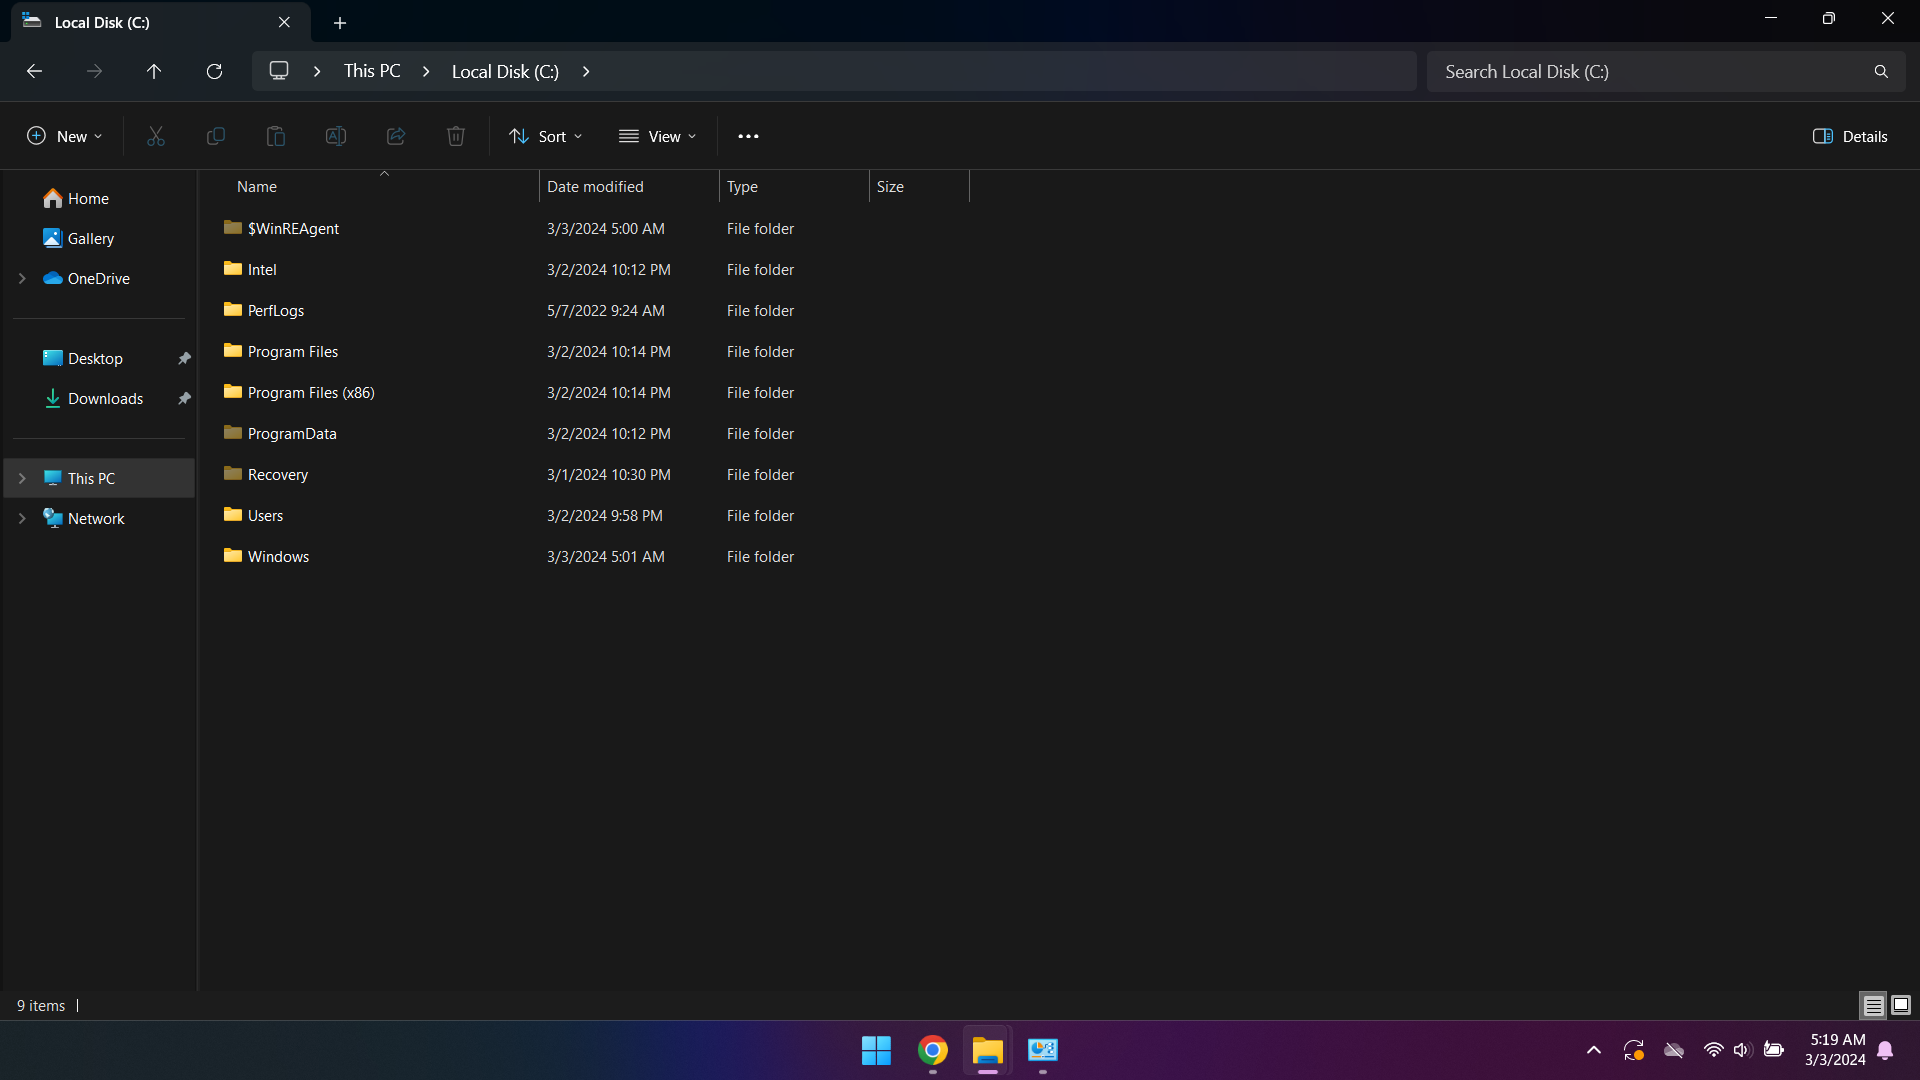 Local Disk (C:)
This PC
Local Disk (C:)
Search Local Disk (C:)
New
Sort
View
Details
Home
Gallery
OneDrive
Desktop
Downloads
This PC
Network
Name Date modified Type Size
$WinREAgent 3/3/2024 5:00 AM File folder
Intel 3/2/2024 10:12 PM File folder
PerfLogs 5/7/2022 9:24 AM File folder
Program Files 3/2/2024 10:14 PM File folder
Program Files (x86) 3/2/2024 10:14 PM File folder
ProgramData 3/2/2024 10:12 PM File folder
Recovery 3/1/2024 10:30 PM File folder
Users 3/2/2024 9:58 PM File folder
Windows 3/3/2024 5:01 AM File folder
9 items
5:19 AM
3/3/2024